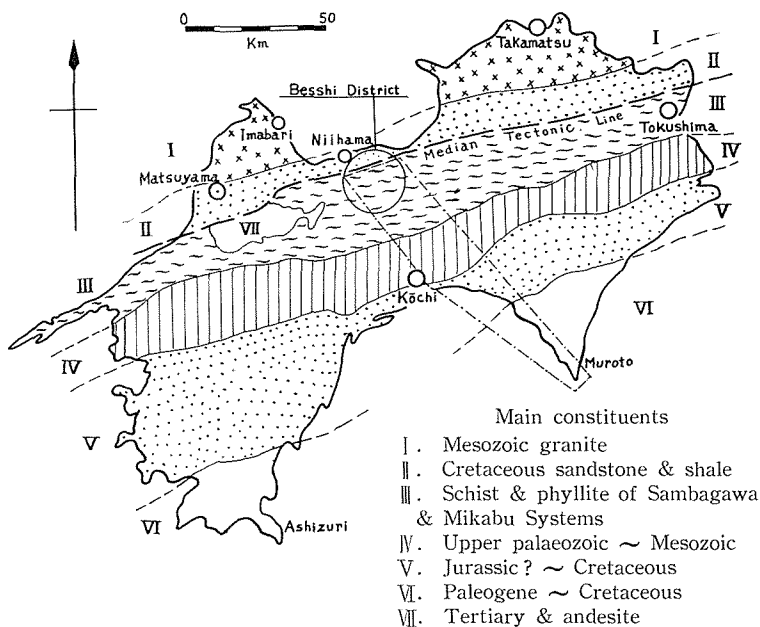 0 50
Km
Takamatsu
I
II
III
Besshi District
Imabari
Niihama
Median Tectonic Line
Tokushima
I
Matsuyama
IV
II
VII
V
III
Kōchi
VI
IV
Muroto
V
VI
Ashizuri
Main constituents
I. Mesozoic granite
II. Cretaceous sandstone & shale
III. Schist & phyllite of Sambagawa
& Mikabu Systems
IV. Upper palaeozoic ~ Mesozoic
V. Jurassic? ~ Cretaceous
VI. Paleogene ~ Cretaceous
VII. Tertiary & andesite